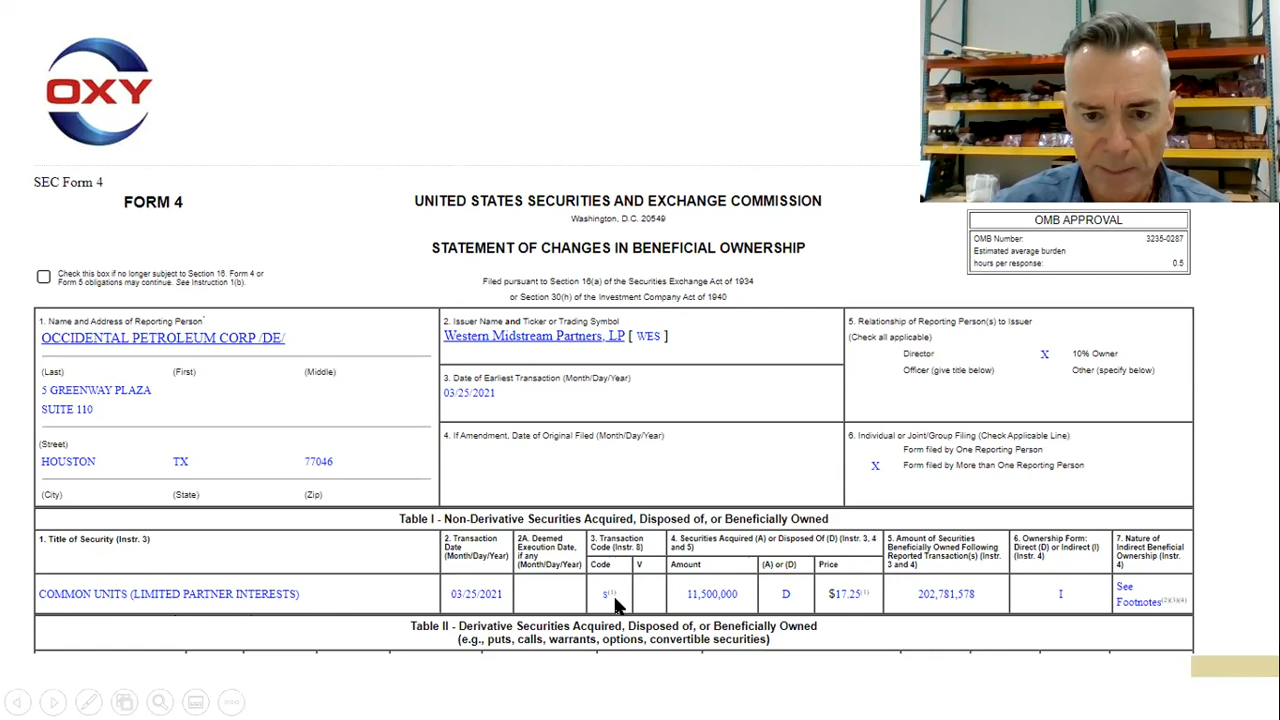 OXY
SEC Form 4
FORM 4
UNITED STATES SECURITIES AND EXCHANGE COMMISSION
Washington, D.C. 20549
STATEMENT OF CHANGES IN BENEFICIAL OWNERSHIP
Filed pursuant to Section 16(a) of the Securities Exchange Act of 1934
or Section 30(h) of the Investment Company Act of 1940
OMB APPROVAL
OMB Number: 3235-0287
Estimated average burden
hours per response: 0.5
Check this box if no longer subject to Section 16. Form 4 or
Form 5 obligations may continue. See Instruction 1(b).
1. Name and Address of Reporting Person*
OCCIDENTAL PETROLEUM CORP /DE/
(Last) (First) (Middle)
5 GREENWAY PLAZA
SUITE 110
(Street)
HOUSTON TX 77046
(City) (State) (Zip)
2. Issuer Name and Ticker or Trading Symbol
Western Midstream Partners, LP [ WES ]
3. Date of Earliest Transaction (Month/Day/Year)
03/25/2021
4. If Amendment, Date of Original Filed (Month/Day/Year)
5. Relationship of Reporting Person(s) to Issuer
(Check all applicable)
Director X 10% Owner
Officer (give title below) Other (specify below)
6. Individual or Joint/Group Filing (Check Applicable Line)
Form filed by One Reporting Person
X Form filed by More than One Reporting Person
Table I - Non-Derivative Securities Acquired, Disposed of, or Beneficially Owned
1. Title of Security (Instr. 3)
2. Transaction
Date
(Month/Day/Year)
2A. Deemed
Execution Date,
if any
(Month/Day/Year)
3. Transaction
Code (Instr. 8)
4. Securities Acquired (A) or Disposed Of (D) (Instr. 3, 4
and 5)
5. Amount of Securities
Beneficially Owned Following
Reported Transaction(s) (Instr.
3 and 4)
6. Ownership Form:
Direct (D) or Indirect (I)
(Instr. 4)
7. Nature of
Indirect Beneficial
Ownership (Instr.
4)
Code V Amount (A) or (D) Price
COMMON UNITS (LIMITED PARTNER INTERESTS) 03/25/2021 S(1) 11,500,000 D $17.25(1) 202,781,578 I See
Footnotes(2)(3)(4)
Table II - Derivative Securities Acquired, Disposed of, or Beneficially Owned
(e.g., puts, calls, warrants, options, convertible securities)